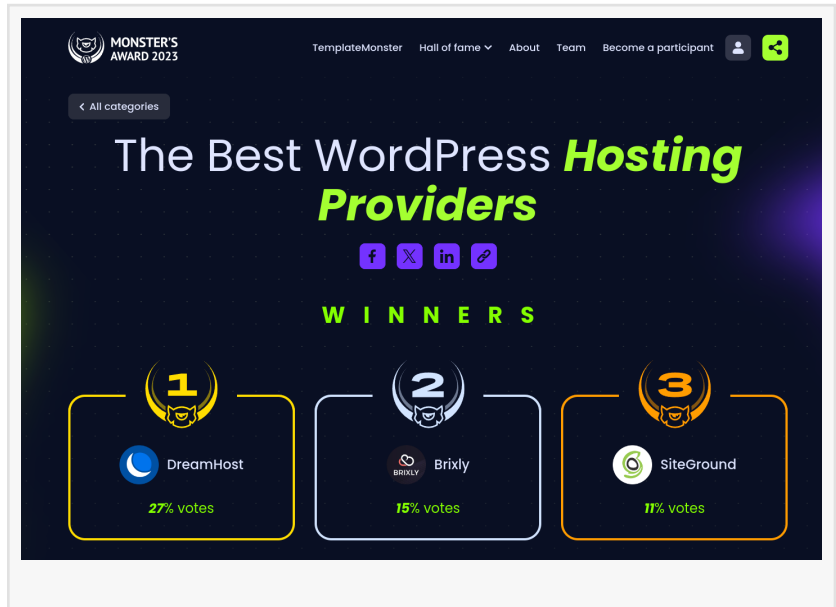 MONSTER'S
AWARD 2023
TemplateMonster Hall of fame About Team Become a participant
All categories
The Best WordPress Hosting
Providers
WINNERS
1 2 3
DreamHost BRIXLY Brixly SiteGround
27% votes 15% votes 11% votes